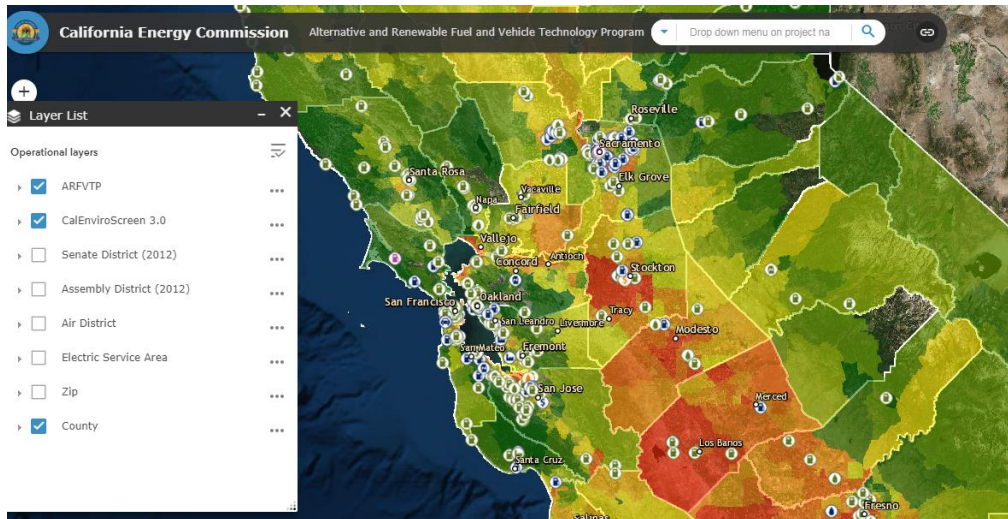 California Energy Commission
Alternative and Renewable Fuel and Vehicle Technology Program
Drop down menu on project na
Layer List
Operational layers
ARFVTP
CalEnviroScreen 3.0
Senate District (2012)
Assembly District (2012)
Air District
Electric Service Area
Zip
County
Roseville
Sacramento
Santa Rosa
Elk Grove
Vacaville
Napa
Fairfield
Vallejo
Antioch
Concord
Stockton
San Francisco
Oakland
Tracy
San Leandro
Livermore
Modesto
San Mateo
Fremont
San Jose
Merced
Los Banos
Santa Cruz
Fresno
Salinas